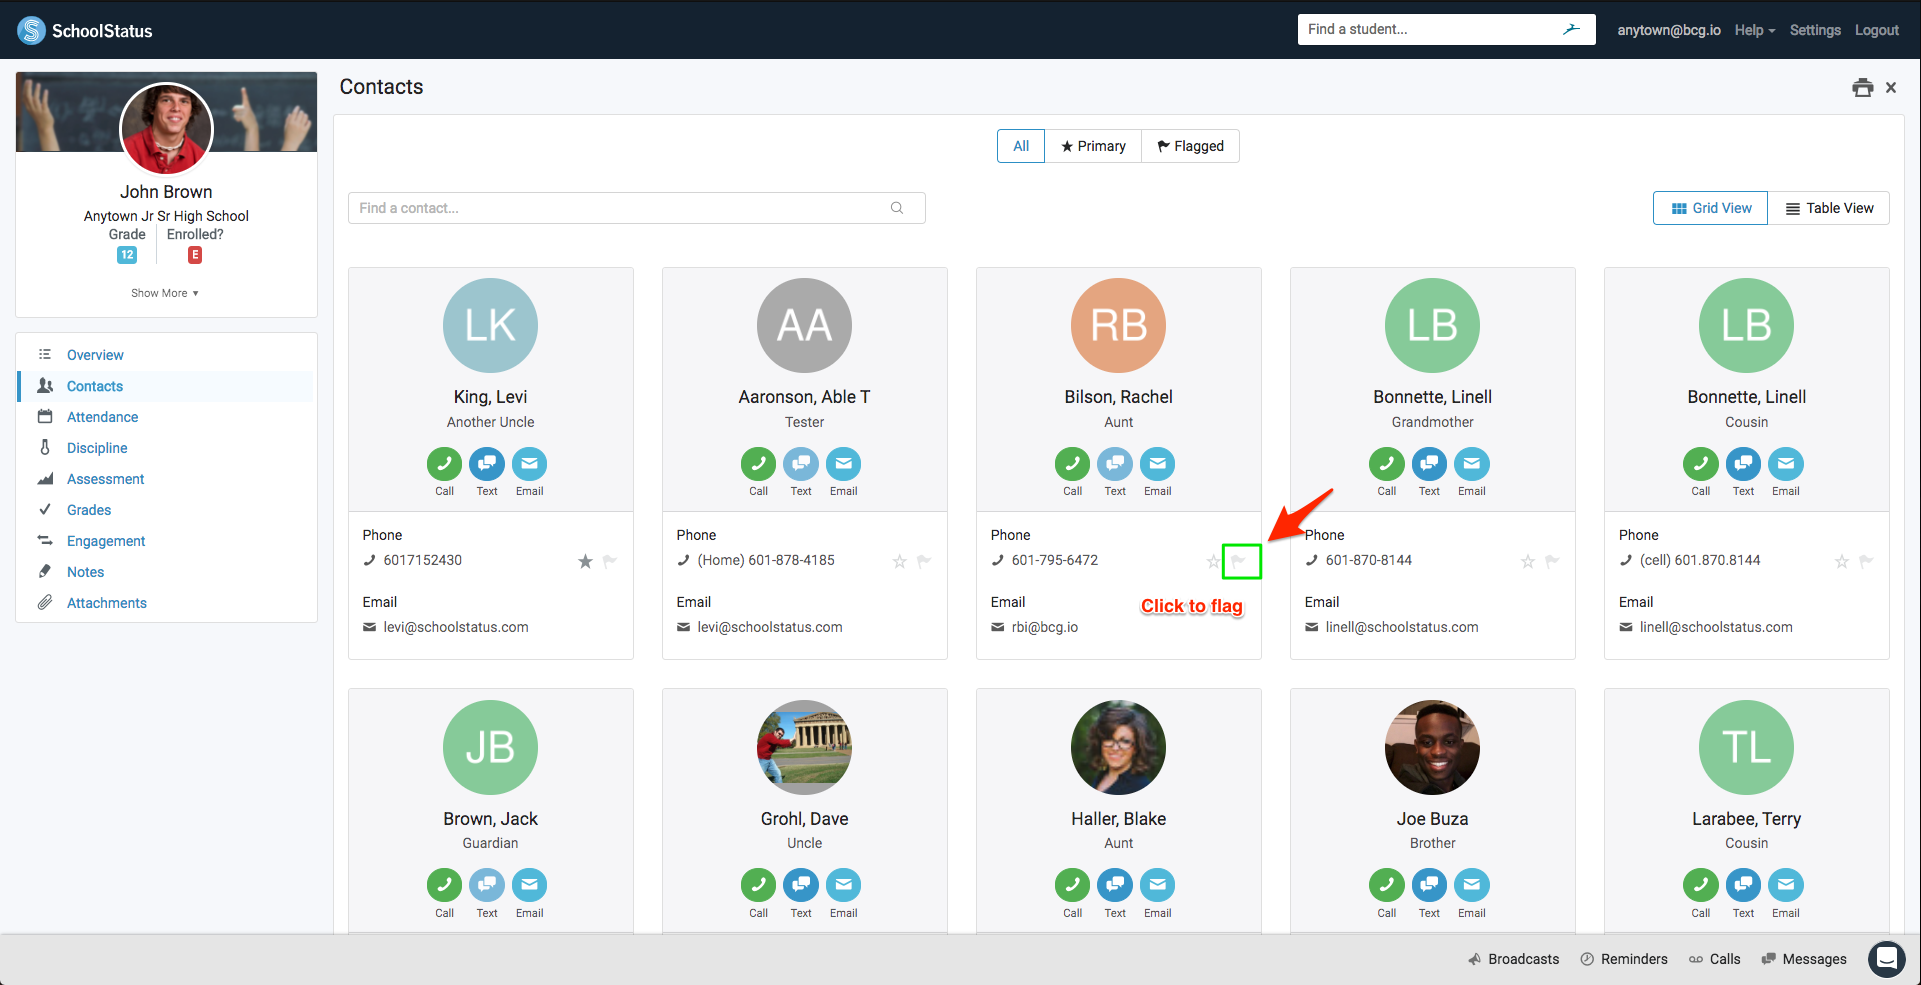 SchoolStatus
Find a student...
anytown@bcg.io Help Settings Logout
John Brown
Anytown Jr Sr High School
Grade Enrolled?
12 E
Show More
Overview
Contacts
Attendance
Discipline
Assessment
Grades
Engagement
Notes
Attachments
Contacts
All Primary Flagged
Find a contact...
Grid View Table View
LK
King, Levi
Another Uncle
Call Text Email
Phone
6017152430
Email
levi@schoolstatus.com
AA
Aaronson, Able T
Tester
Call Text Email
Phone
(Home) 601-878-4185
Email
levi@schoolstatus.com
RB
Bilson, Rachel
Aunt
Call Text Email
Phone
601-795-6472
Click to flag
Email
rbi@bcg.io
LB
Bonnette, Linell
Grandmother
Call Text Email
Phone
601-870-8144
Email
linell@schoolstatus.com
LB
Bonnette, Linell
Cousin
Call Text Email
Phone
(cell) 601.870.8144
Email
linell@schoolstatus.com
JB
Brown, Jack
Guardian
Call Text Email
Grohl, Dave
Uncle
Call Text Email
Haller, Blake
Aunt
Call Text Email
Joe Buza
Brother
Call Text Email
TL
Larabee, Terry
Cousin
Call Text Email
Broadcasts Reminders Calls Messages